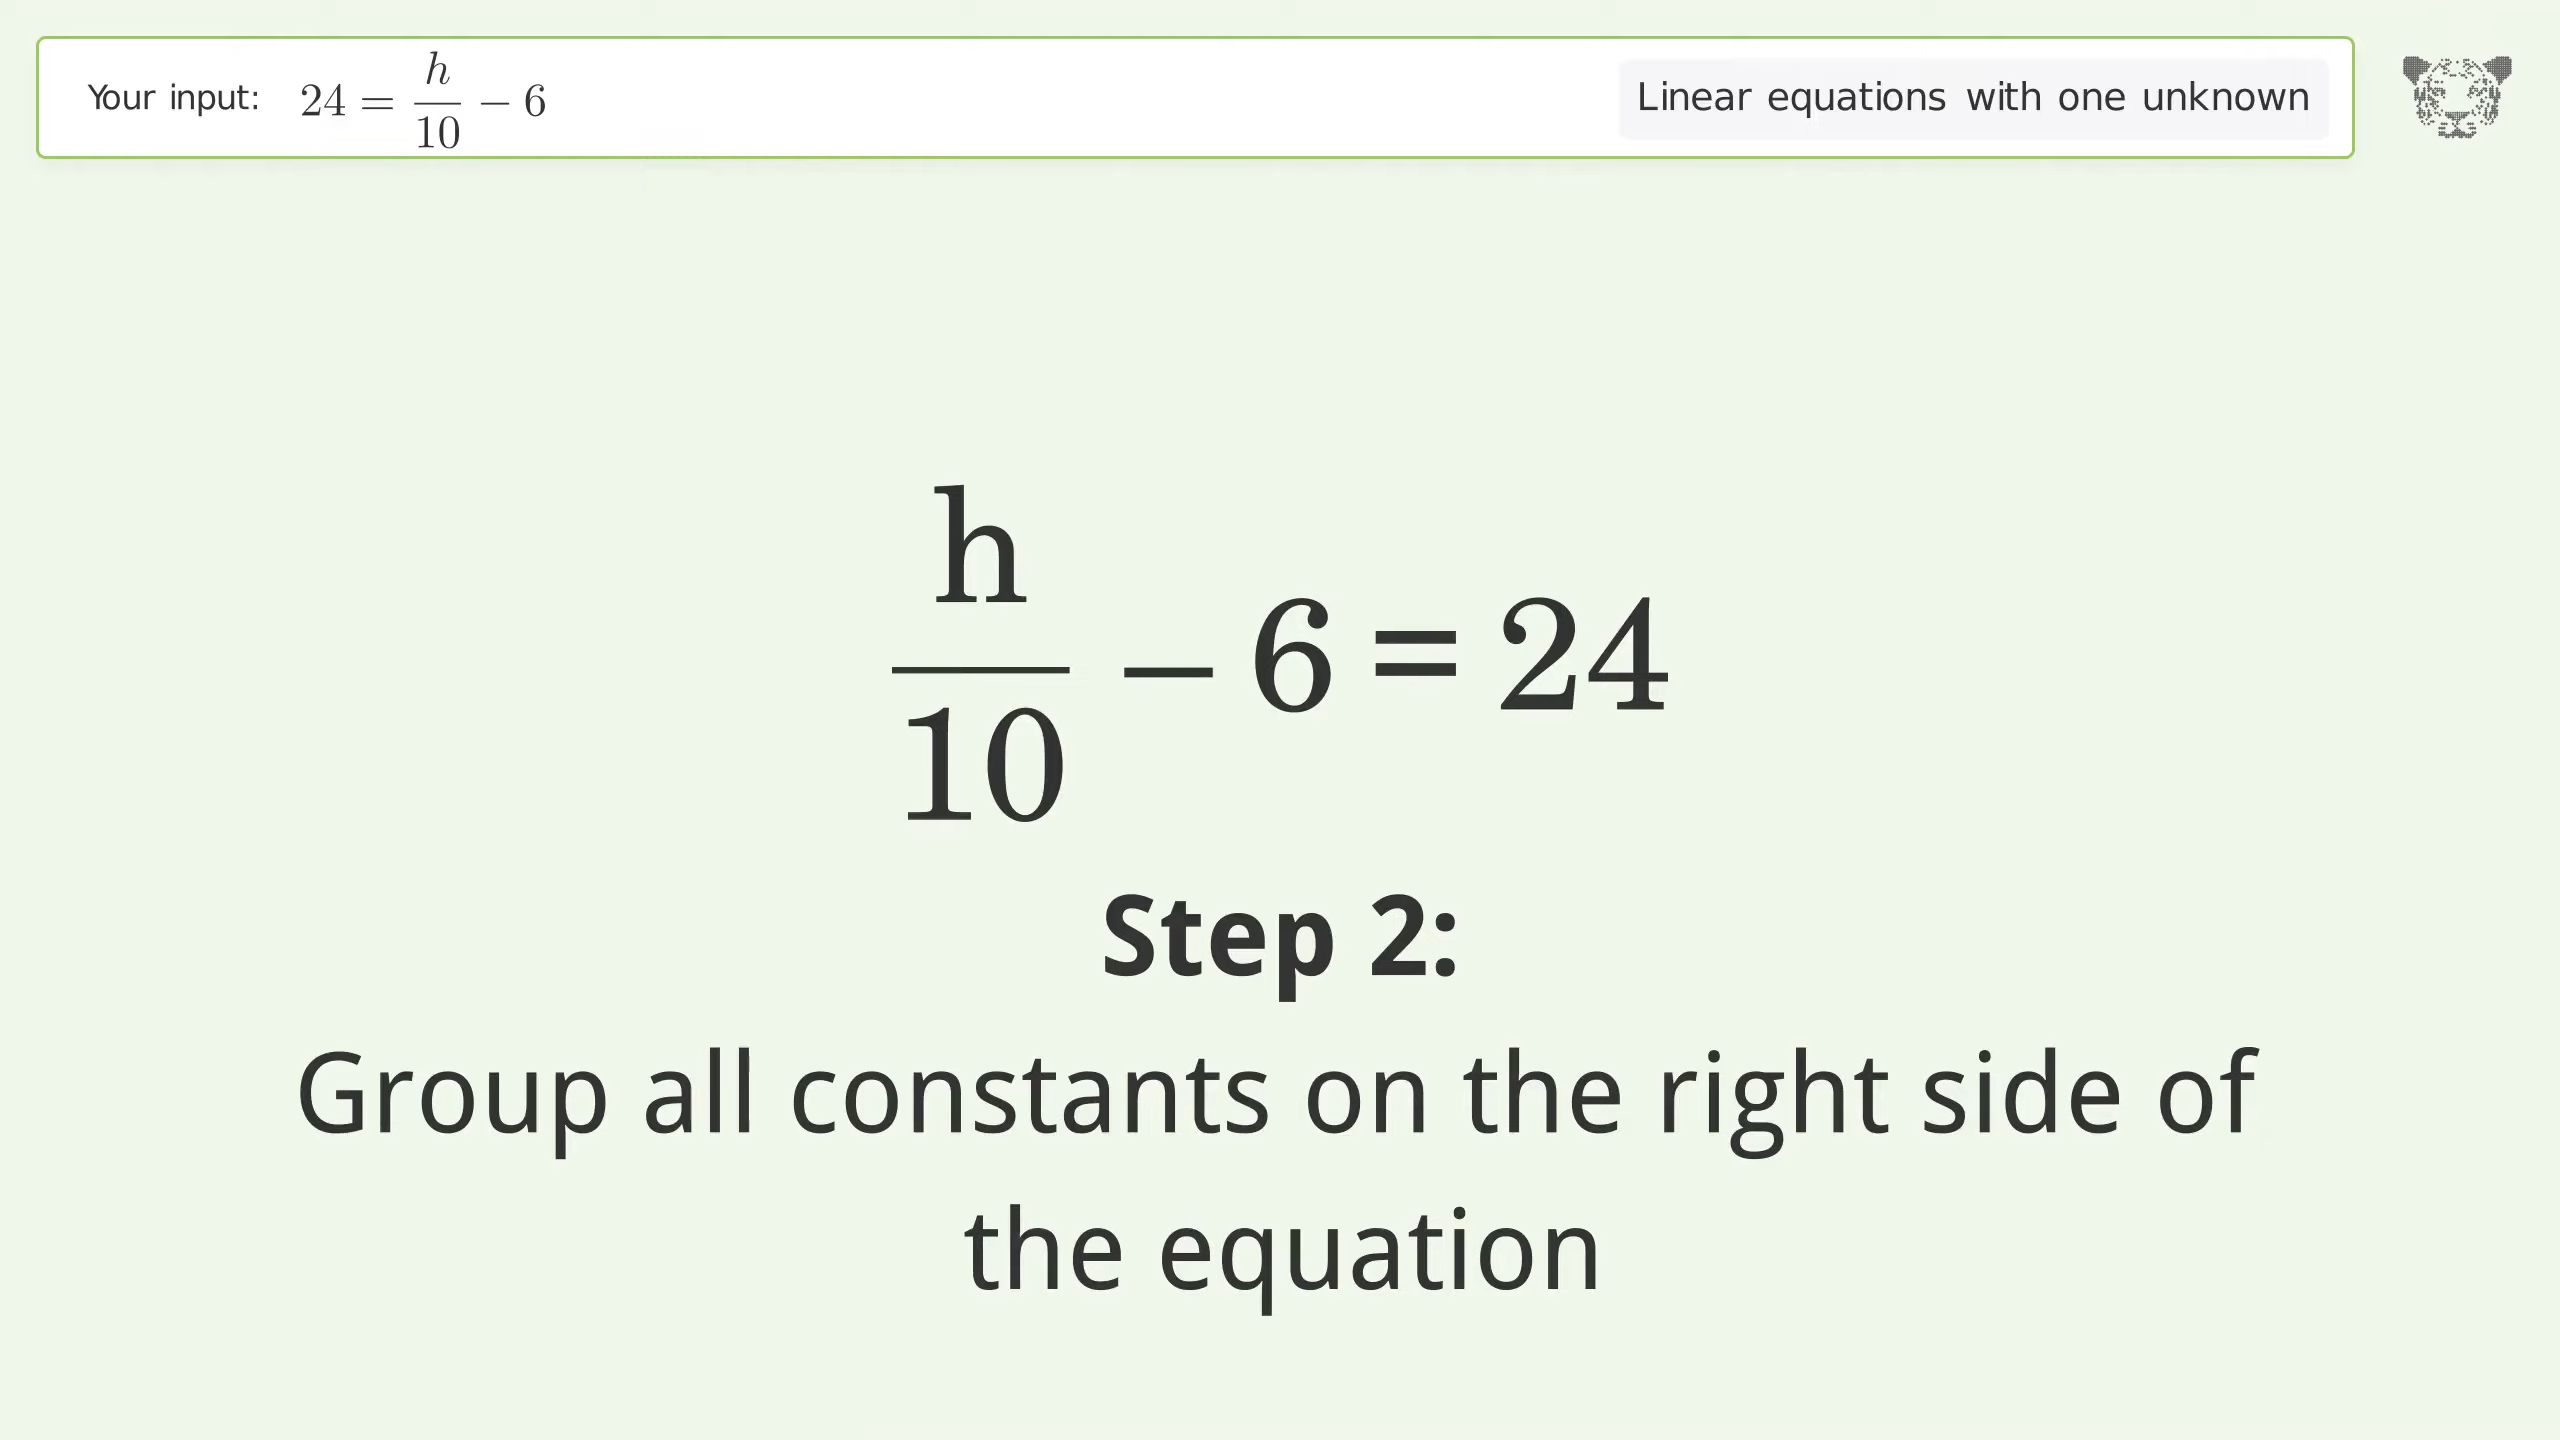 Your input: 24 = h/10 − 6
Linear equations with one unknown
h/10 − 6 = 24
Step 2:
Group all constants on the right side of
the equation